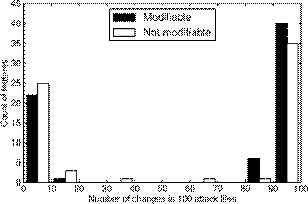 45
40
35
30
25
20
15
10
5
0
Count of features
Modifiable
Not modifiable
0 10 20 30 40 50 60 70 80 90 100
Number of changes in 100 attack files